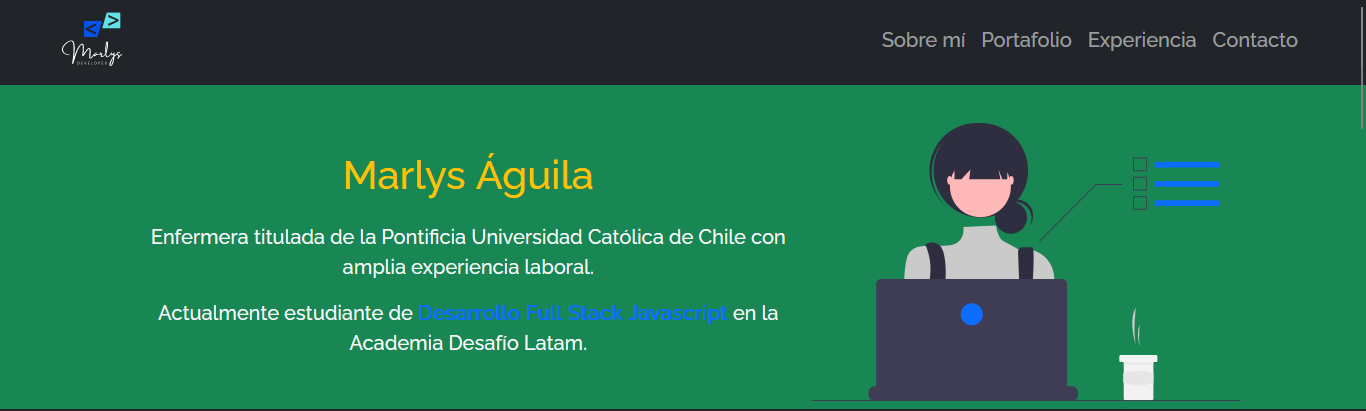 < >
Marlys
DEVELOPER
Sobre mí Portafolio Experiencia Contacto
Marlys Águila
Enfermera titulada de la Pontificia Universidad Católica de Chile con
amplia experiencia laboral.
Actualmente estudiante de Desarrollo Full Stack Javascript en la
Academia Desafío Latam.